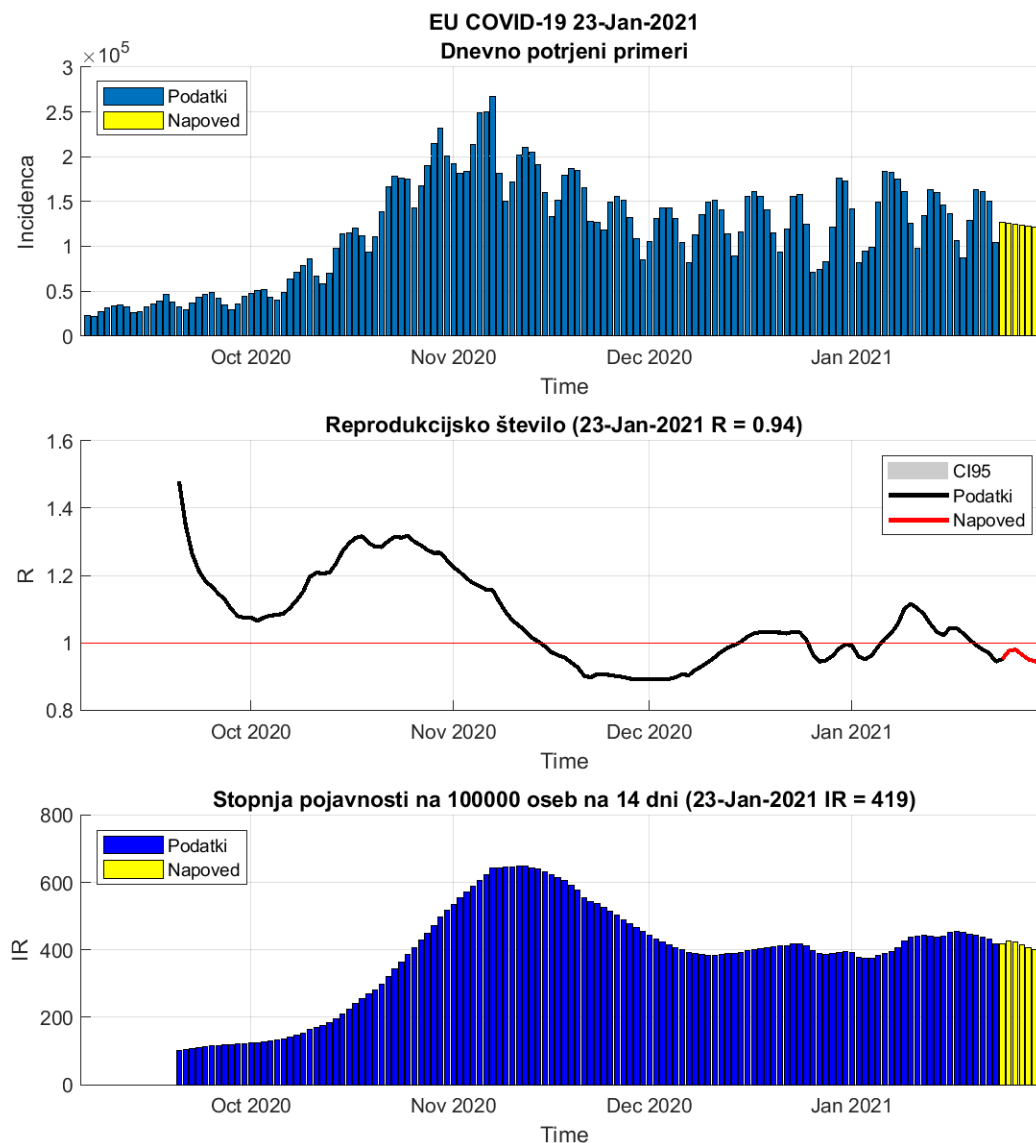 EU COVID-19 23-Jan-2021
Dnevno potrjeni primeri
×10^5
3
2.5
2
1.5
1
0.5
0
Incidenca
Podatki
Napoved
Oct 2020 Nov 2020 Dec 2020 Jan 2021
Time
Reprodukcijsko število (23-Jan-2021 R = 0.94)
1.6
1.4
1.2
1
0.8
R
CI95
Podatki
Napoved
Oct 2020 Nov 2020 Dec 2020 Jan 2021
Time
Stopnja pojavnosti na 100000 oseb na 14 dni (23-Jan-2021 IR = 419)
800
600
400
200
0
IR
Podatki
Napoved
Oct 2020 Nov 2020 Dec 2020 Jan 2021
Time